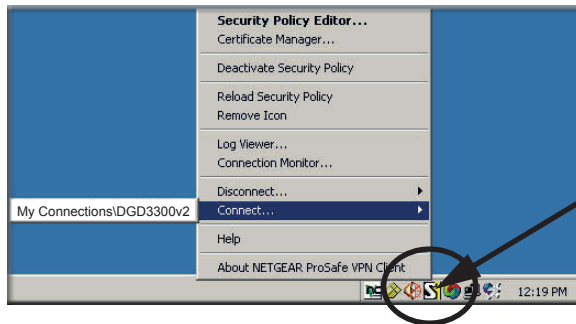 Security Policy Editor...
Certificate Manager...
Deactivate Security Policy
Reload Security Policy
Remove Icon
Log Viewer...
Connection Monitor...
Disconnect...
My Connections\DGD3300v2
Connect...
Help
About NETGEAR ProSafe VPN Client
12:19 PM